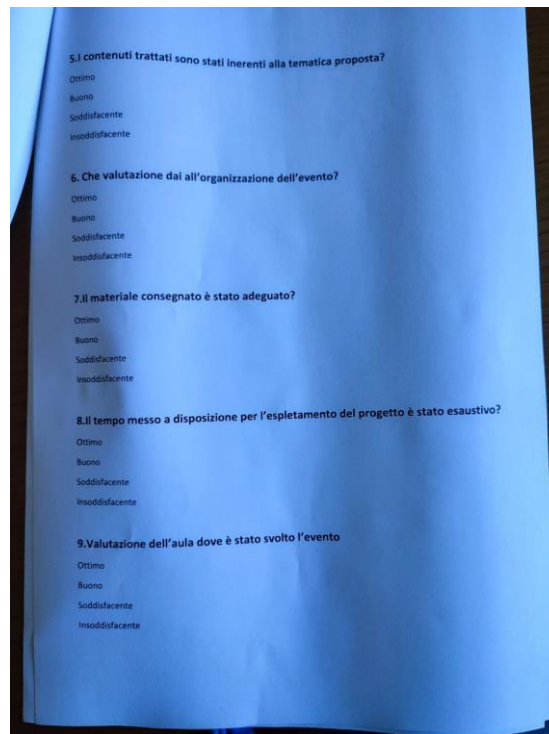 5.I contenuti trattati sono stati inerenti alla tematica proposta?
Ottimo
Buono
Soddisfacente
Insoddisfacente
6. Che valutazione dai all'organizzazione dell'evento?
Ottimo
Buono
Soddisfacente
Insoddisfacente
7.Il materiale consegnato è stato adeguato?
Ottimo
Buono
Soddisfacente
Insoddisfacente
8.Il tempo messo a disposizione per l'espletamento del progetto è stato esaustivo?
Ottimo
Buono
Soddisfacente
Insoddisfacente
9.Valutazione dell'aula dove è stato svolto l'evento
Ottimo
Buono
Soddisfacente
Insoddisfacente